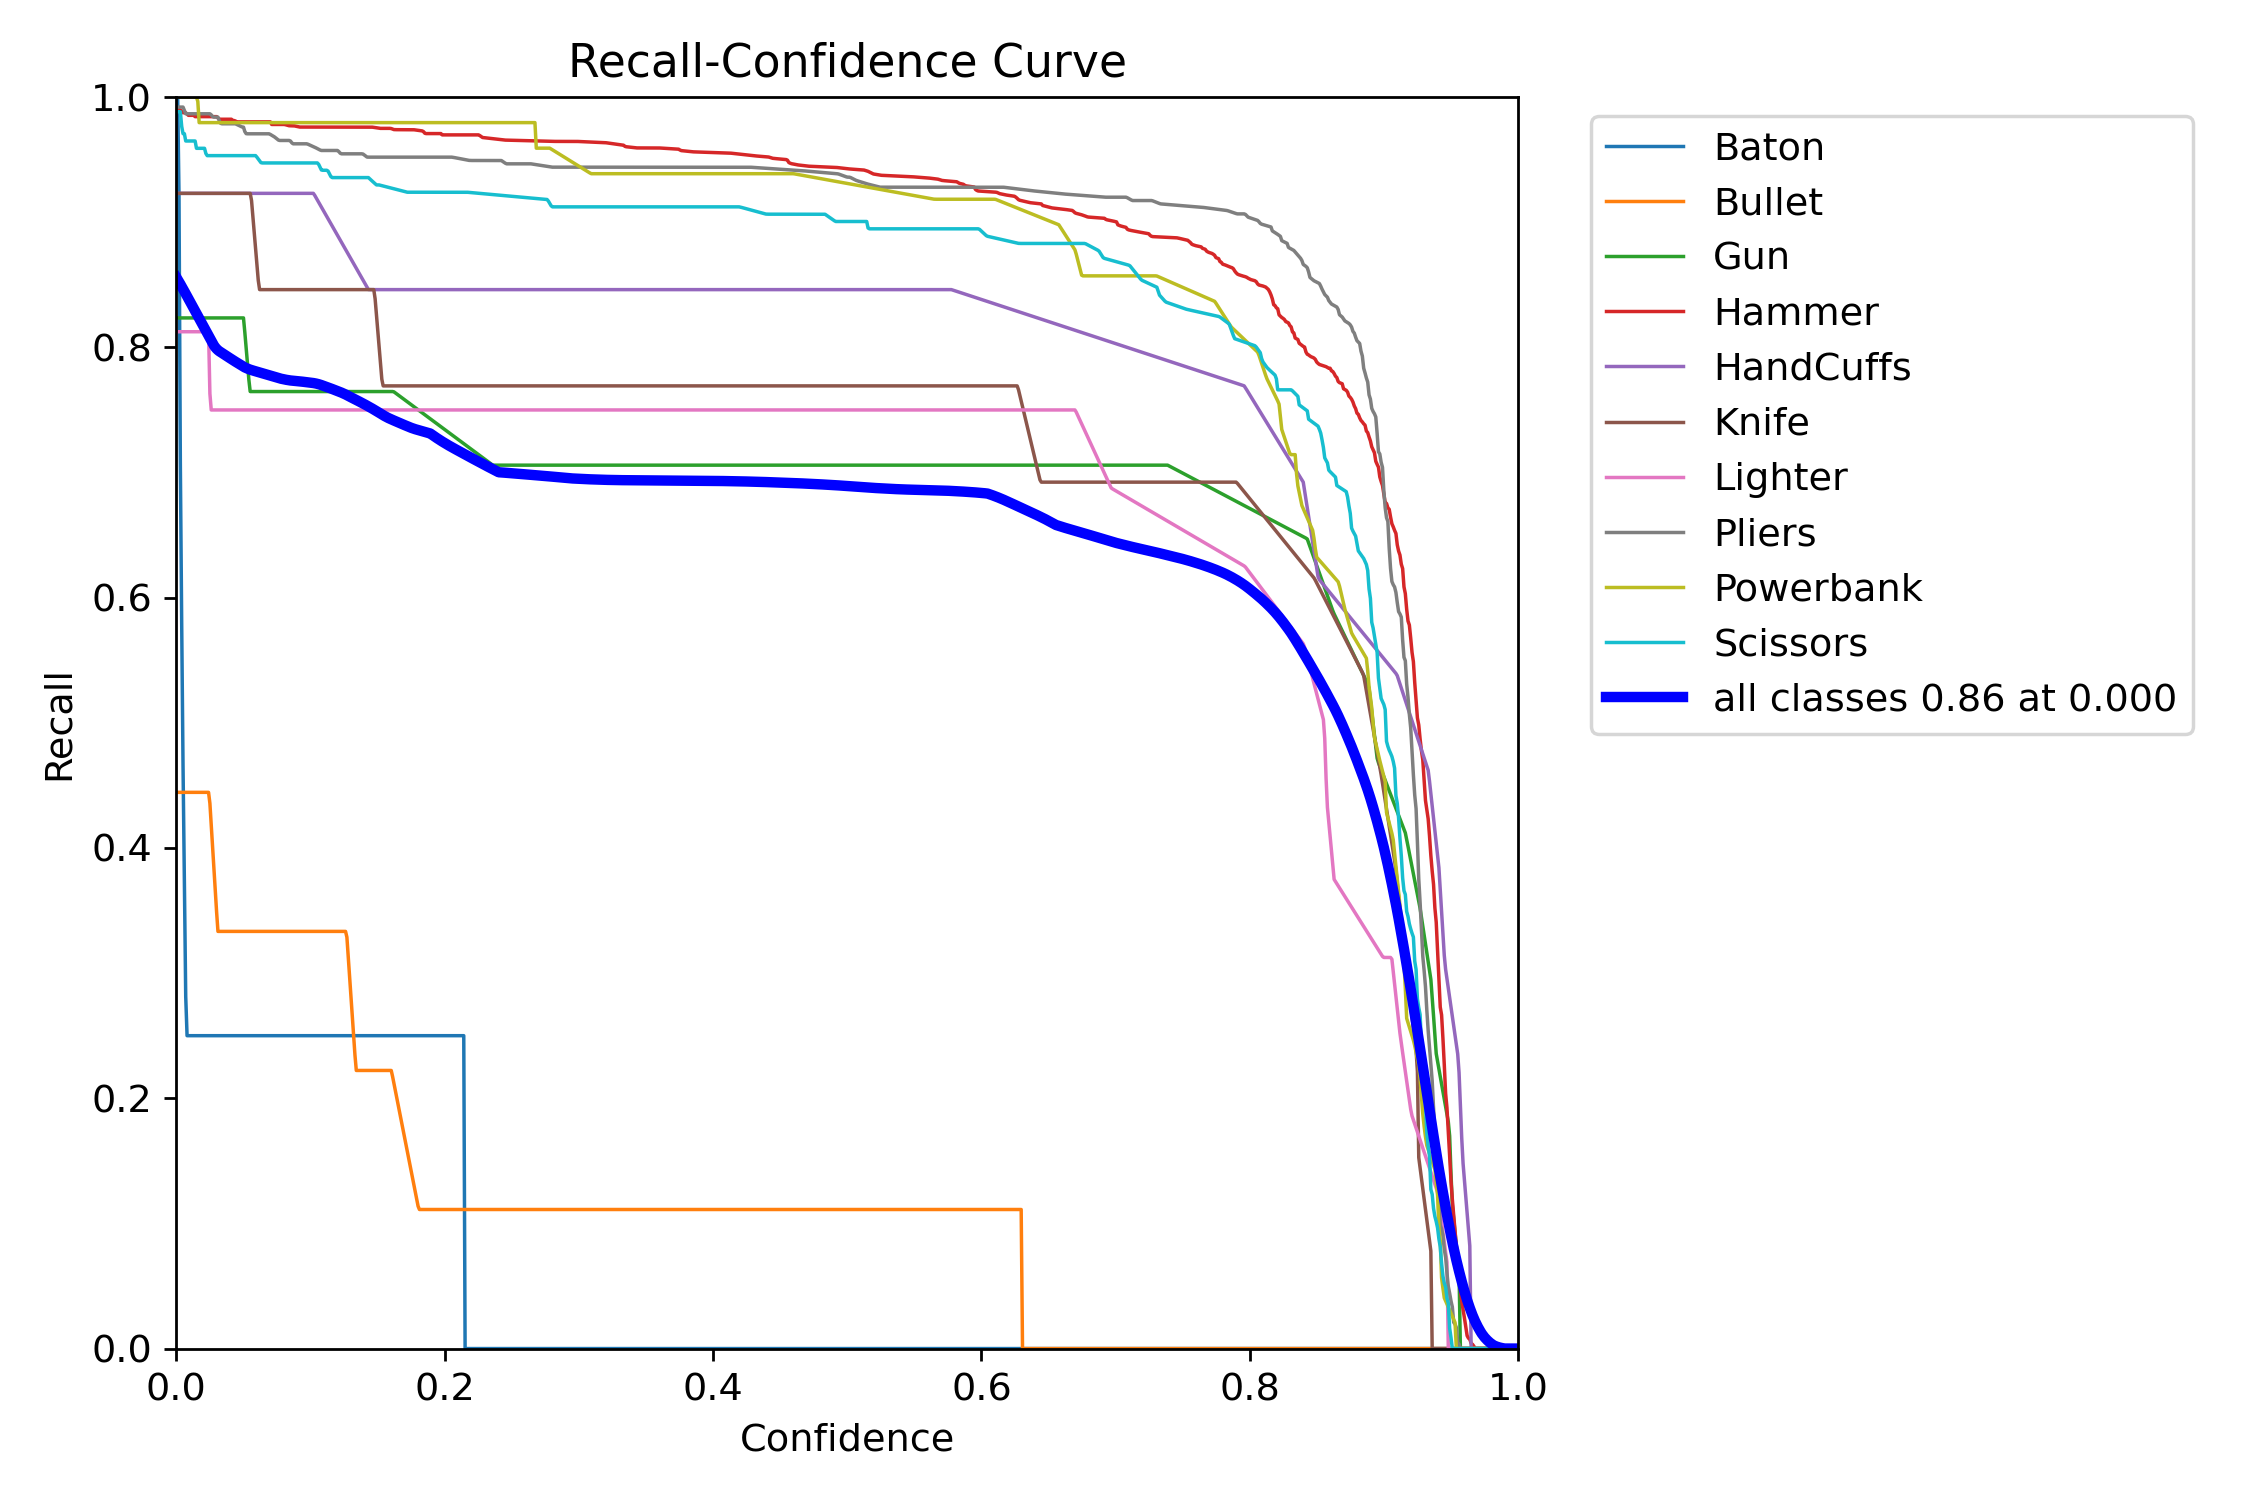 Recall-Confidence Curve
1.0
0.8
0.6
0.4
0.2
0.0
Recall
0.0 0.2 0.4 0.6 0.8 1.0
Confidence
Baton
Bullet
Gun
Hammer
HandCuffs
Knife
Lighter
Pliers
Powerbank
Scissors
all classes 0.86 at 0.000